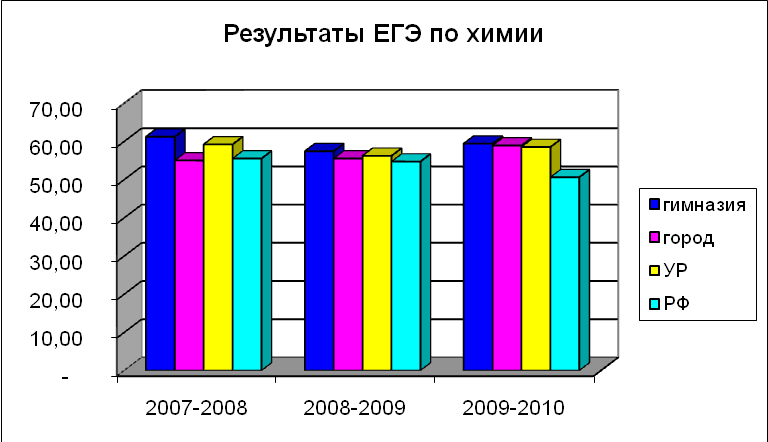 Результаты ЕГЭ по химии
70,00
60,00
50,00
40,00
30,00
20,00
10,00
-
2007-2008
2008-2009
2009-2010
гимназия
город
УР
РФ